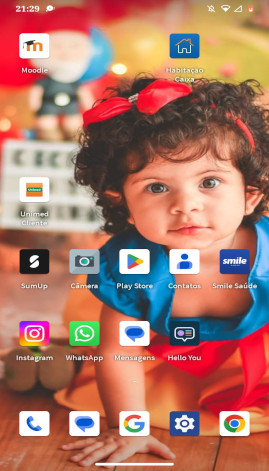 21:29
Moodle
Habitação
Caixa
Unimed
Cliente
SumUp
Câmera
Play Store
Contatos
smile
Smile Saúde
Instagram
WhatsApp
Mensagens
Hello You